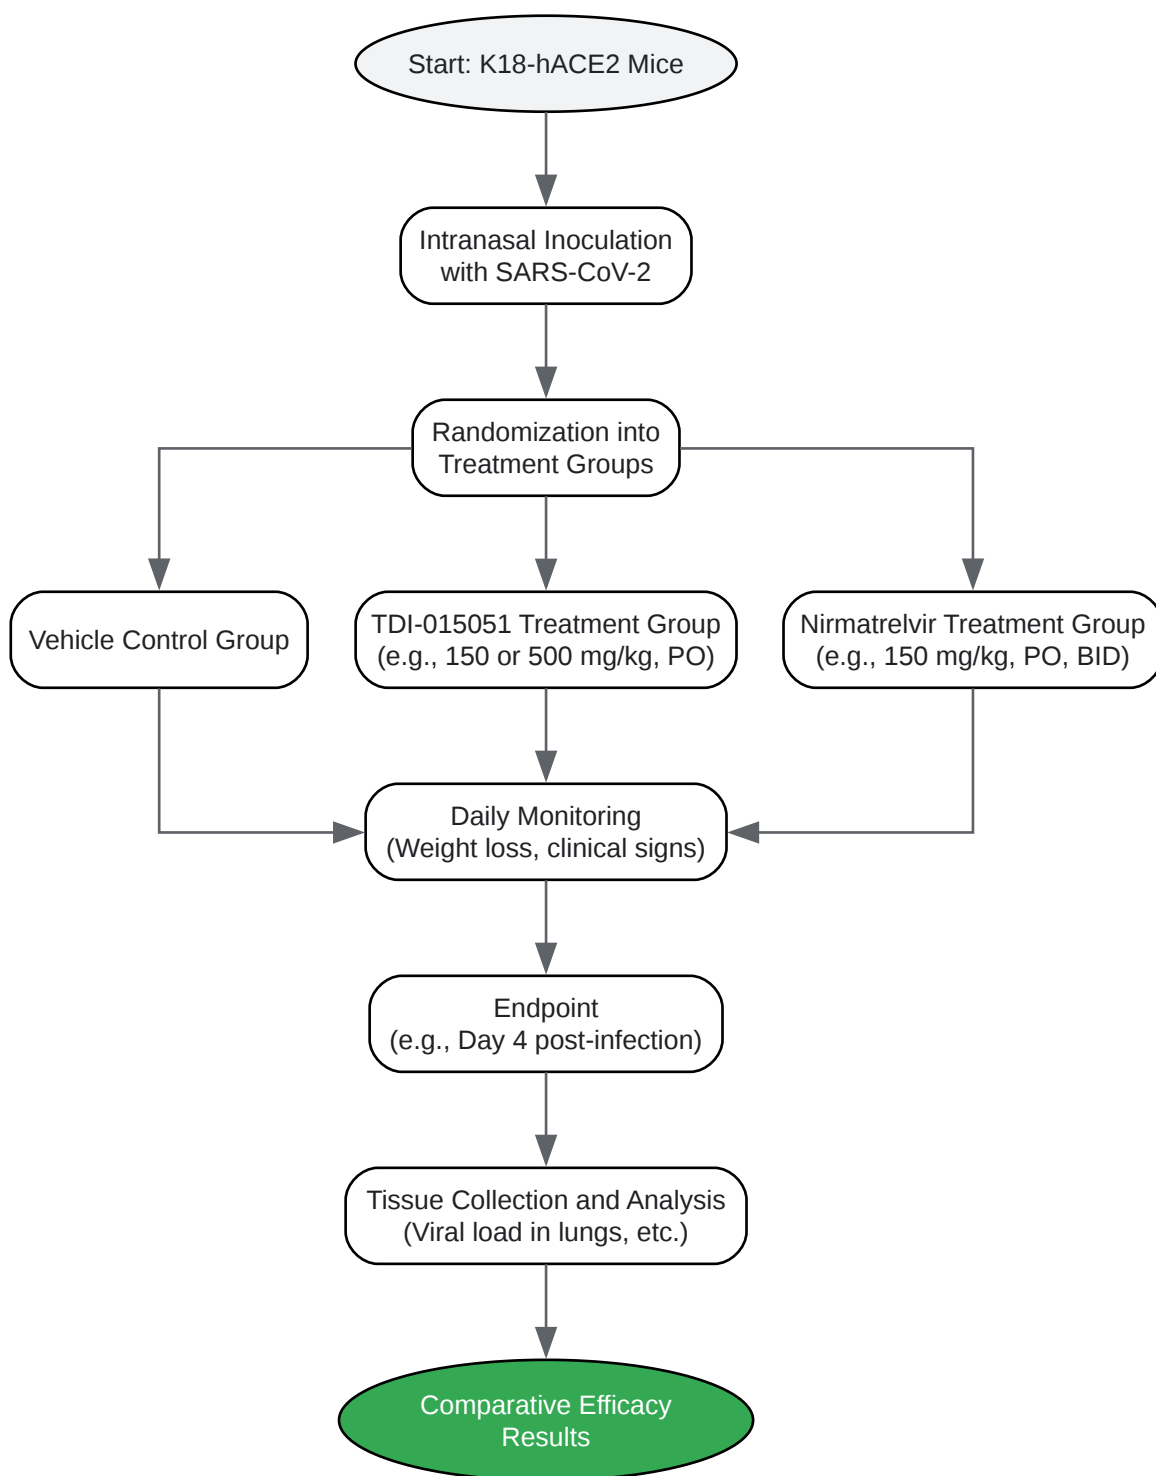 Start: K18-hACE2 Mice
Intranasal Inoculation
with SARS-CoV-2
Randomization into
Treatment Groups
Vehicle Control Group
TDI-015051 Treatment Group
(e.g., 150 or 500 mg/kg, PO)
Nirmatrelvir Treatment Group
(e.g., 150 mg/kg, PO, BID)
Daily Monitoring
(Weight loss, clinical signs)
Endpoint
(e.g., Day 4 post-infection)
Tissue Collection and Analysis
(Viral load in lungs, etc.)
Comparative Efficacy
Results